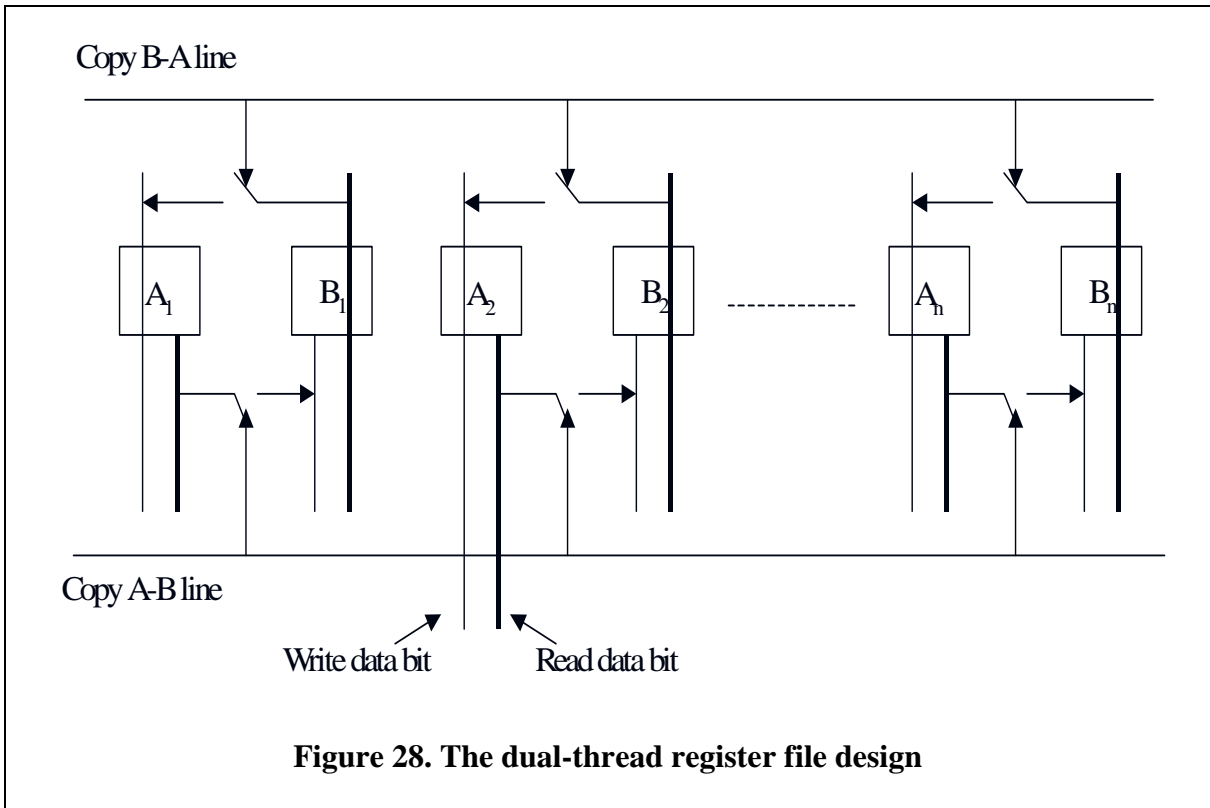 Copy B-A line
A1 B1 A2 B2 An Bn
Copy A-B line
Write data bit Read data bit
Figure 28. The dual-thread register file design